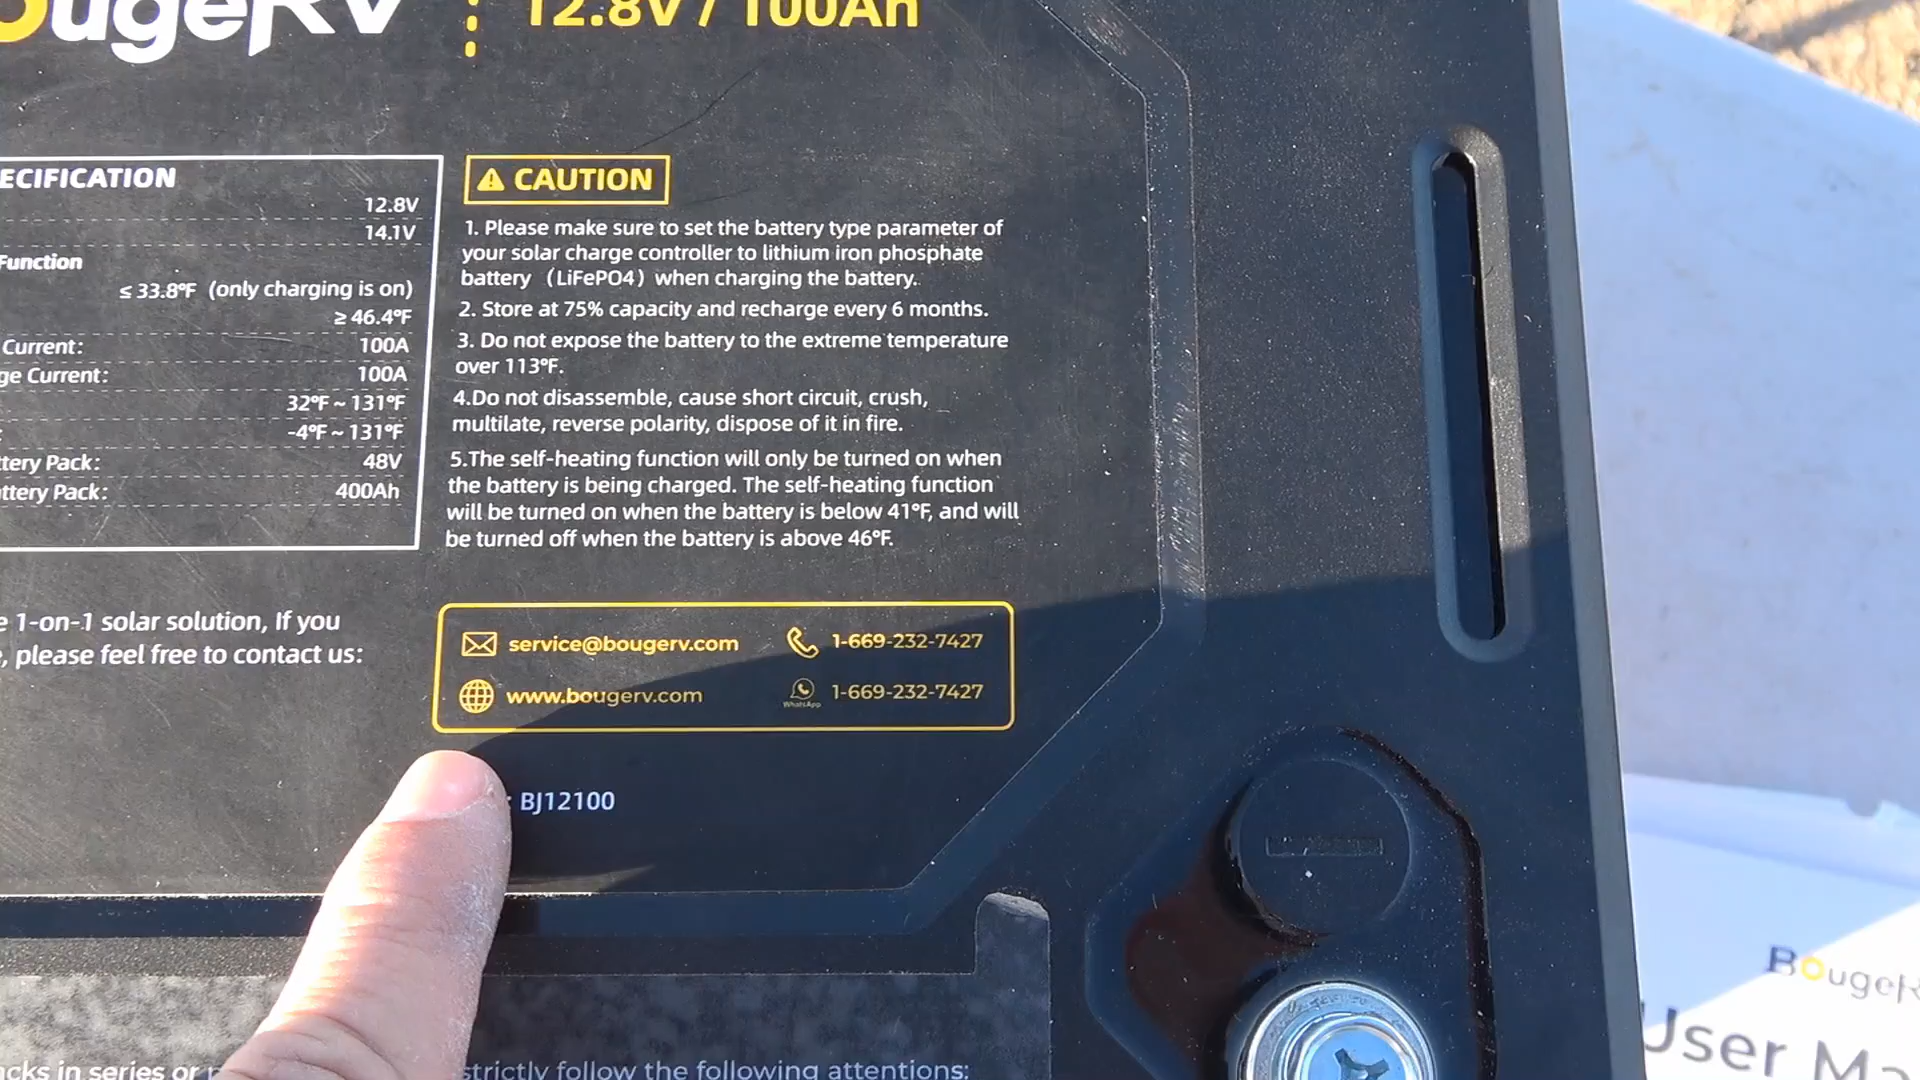 BougeRV
12.8V / 100Ah
ECIFICATION
12.8V
14.1V
Function
≤ 33.8°F (only charging is on)
≥ 46.4°F
Current: 100A
ge Current: 100A
32°F ~ 131°F
: -4°F ~ 131°F
ttery Pack: 48V
ttery Pack: 400Ah
CAUTION
1. Please make sure to set the battery type parameter of
your solar charge controller to lithium iron phosphate
battery (LiFePO4) when charging the battery.
2. Store at 75% capacity and recharge every 6 months.
3. Do not expose the battery to the extreme temperature
over 113°F.
4.Do not disassemble, cause short circuit, crush,
multilate, reverse polarity, dispose of it in fire.
5.The self-heating function will only be turned on when
the battery is being charged. The self-heating function
will be turned on when the battery is below 41°F, and will
be turned off when the battery is above 46°F.
e 1-on-1 solar solution, If you
, please feel free to contact us:
service@bougerv.com
1-669-232-7427
www.bougerv.com
WhatsApp
1-669-232-7427
: BJ12100
cks in series or
strictly follow the following attentions:
BougeR
User Ma